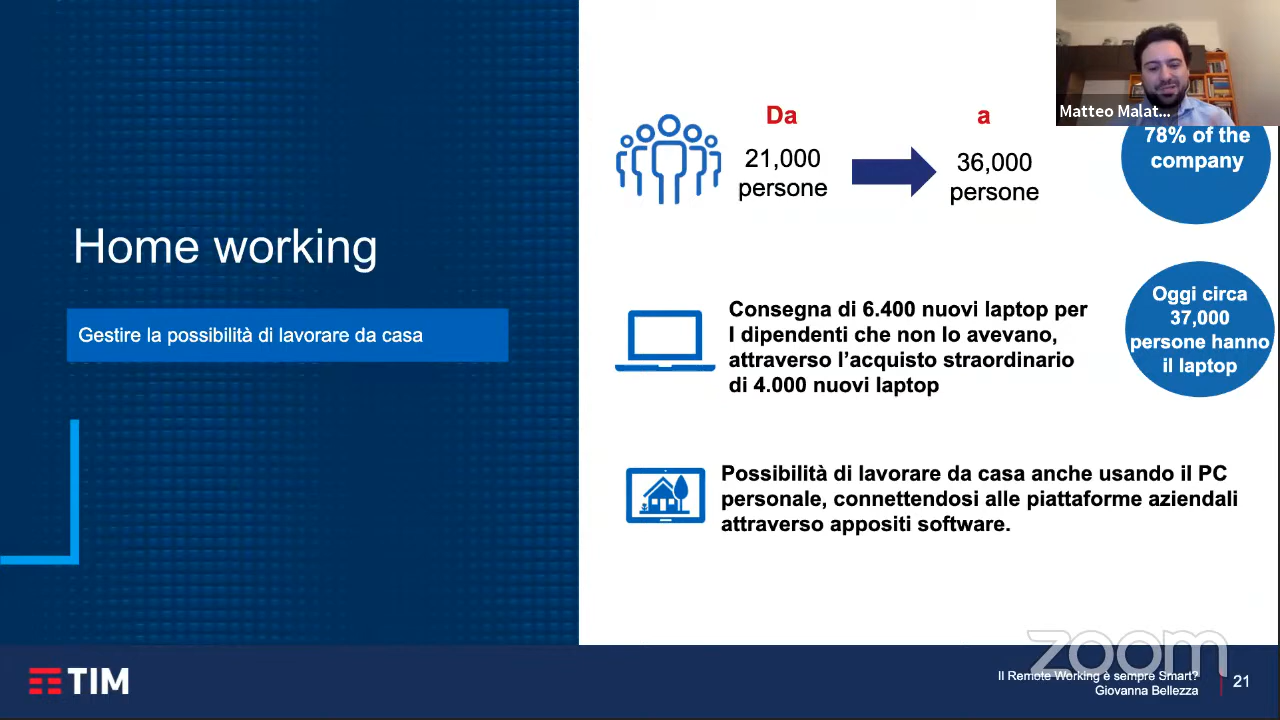 Home working
Gestire la possibilità di lavorare da casa
Da
a
21,000
persone
36,000
persone
78% of the
company
Consegna di 6.400 nuovi laptop per
I dipendenti che non lo avevano,
attraverso l’acquisto straordinario
di 4.000 nuovi laptop
Oggi circa
37,000
persone hanno
il laptop
Possibilità di lavorare da casa anche usando il PC
personale, connettendosi alle piattaforme aziendali
attraverso appositi software.
Matteo Malat...
zoom
TIM
Il Remote Working è sempre Smart?
Giovanna Bellezza
21